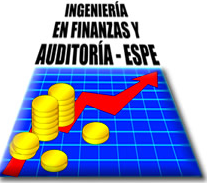 INGENIERÍA
EN FINANZAS Y
AUDITORÍA - ESPE